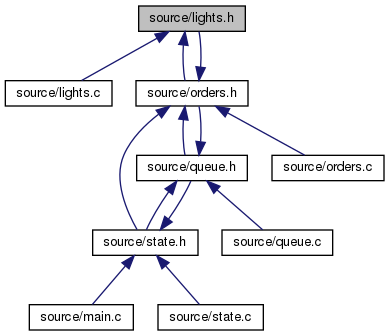 source/lights.h
source/lights.c
source/orders.h
source/queue.h
source/orders.c
source/state.h
source/queue.c
source/main.c
source/state.c